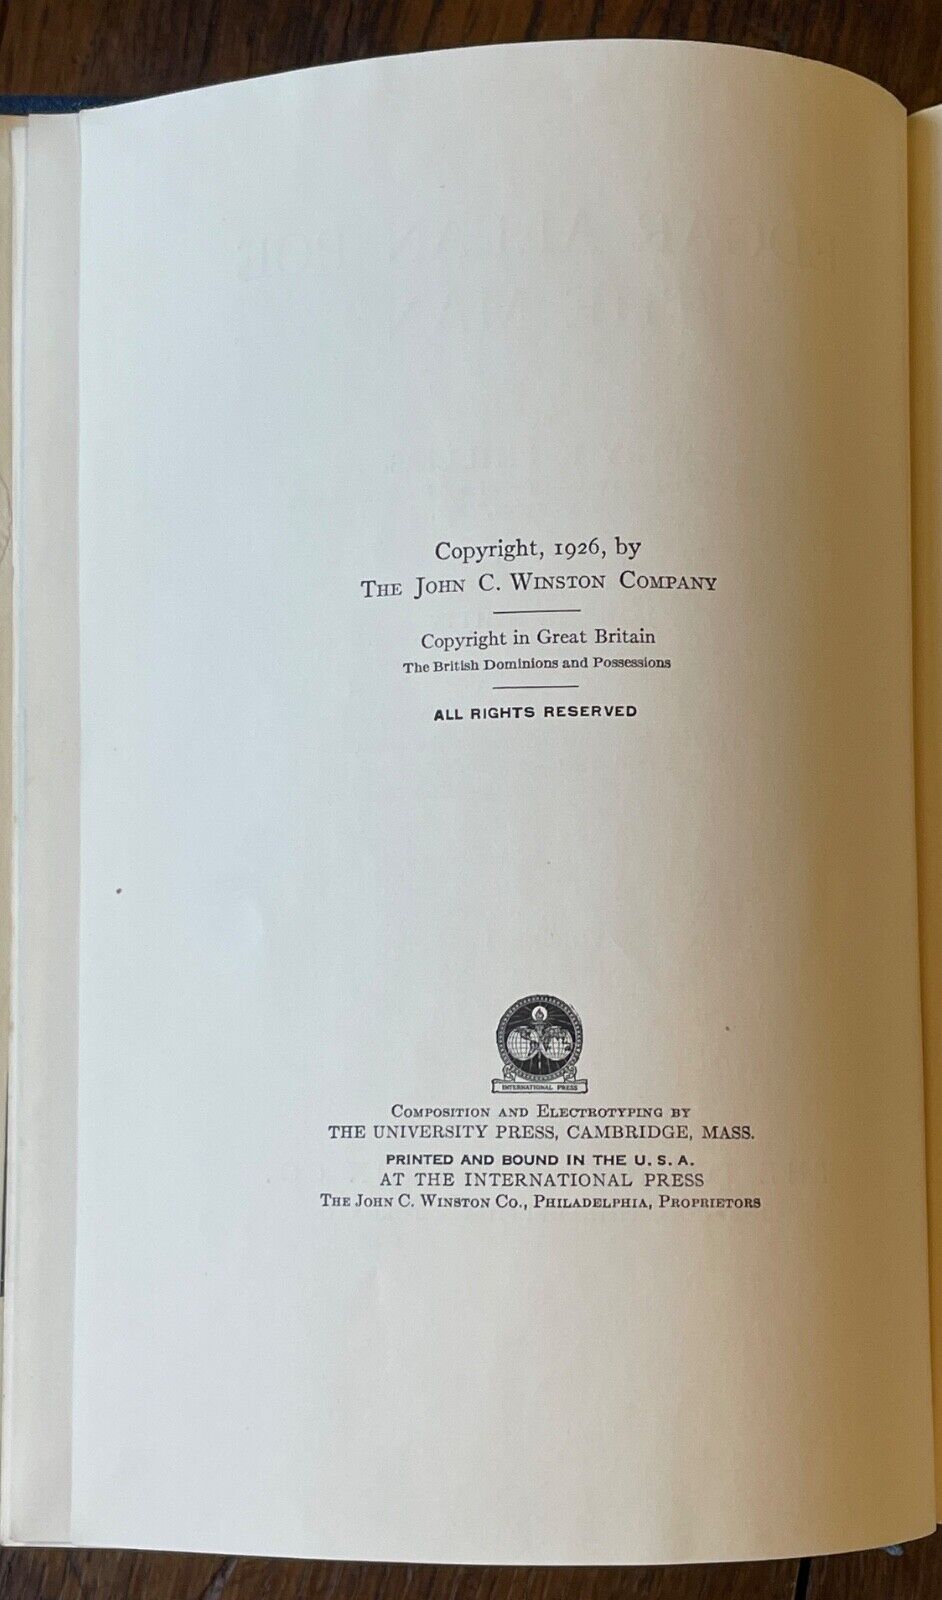 Copyright, 1926, by
THE JOHN C. WINSTON COMPANY
Copyright in Great Britain
The British Dominions and Possessions
ALL RIGHTS RESERVED
INTERNATIONAL PRESS
COMPOSITION AND ELECTROTYPING BY
THE UNIVERSITY PRESS, CAMBRIDGE, MASS.
PRINTED AND BOUND IN THE U. S. A.
AT THE INTERNATIONAL PRESS
THE JOHN C. WINSTON CO., PHILADELPHIA, PROPRIETORS